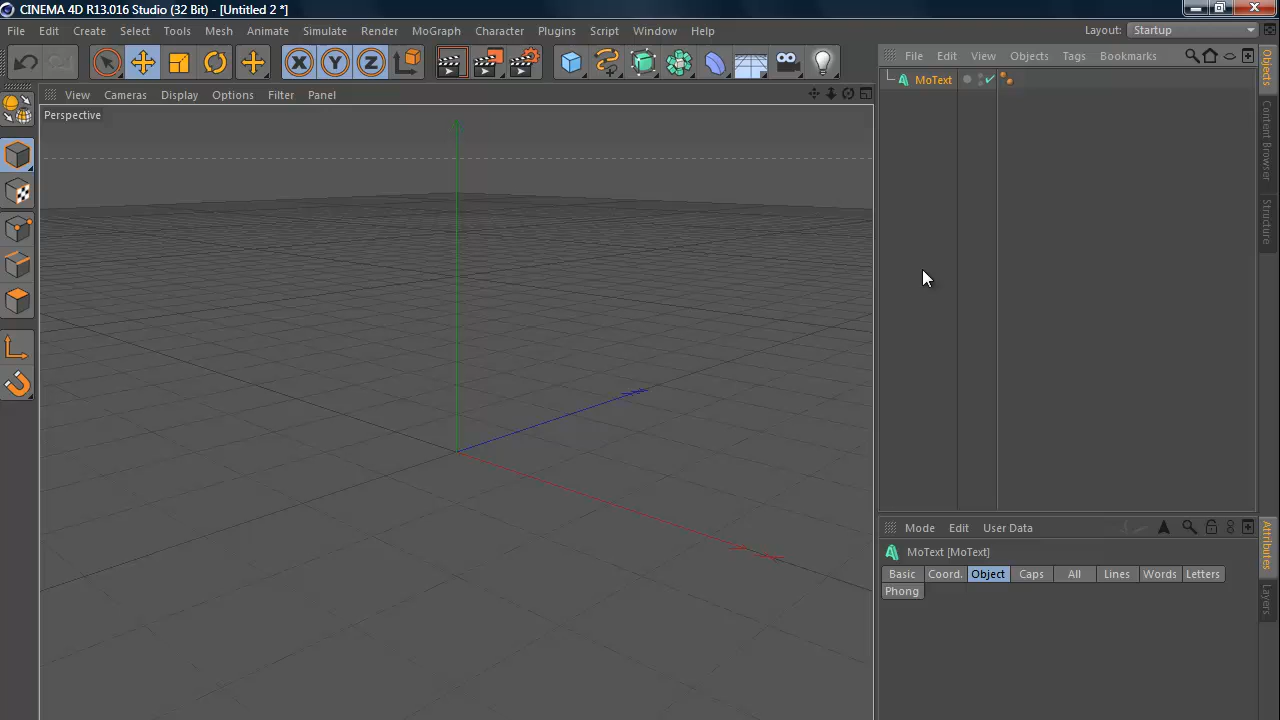 CINEMA 4D R13.016 Studio (32 Bit) - [Untitled 2 *]
File Edit Create Select Tools Mesh Animate Simulate Render MoGraph Character Plugins Script Window Help
Layout: Startup
File Edit View Objects Tags Bookmarks
X Y Z
MoText
View Cameras Display Options Filter Panel
Perspective
Objects
Content Browser
Structure
Mode Edit User Data
MoText [MoText]
Basic Coord. Object Caps All Lines Words Letters
Phong
Attributes
Layers